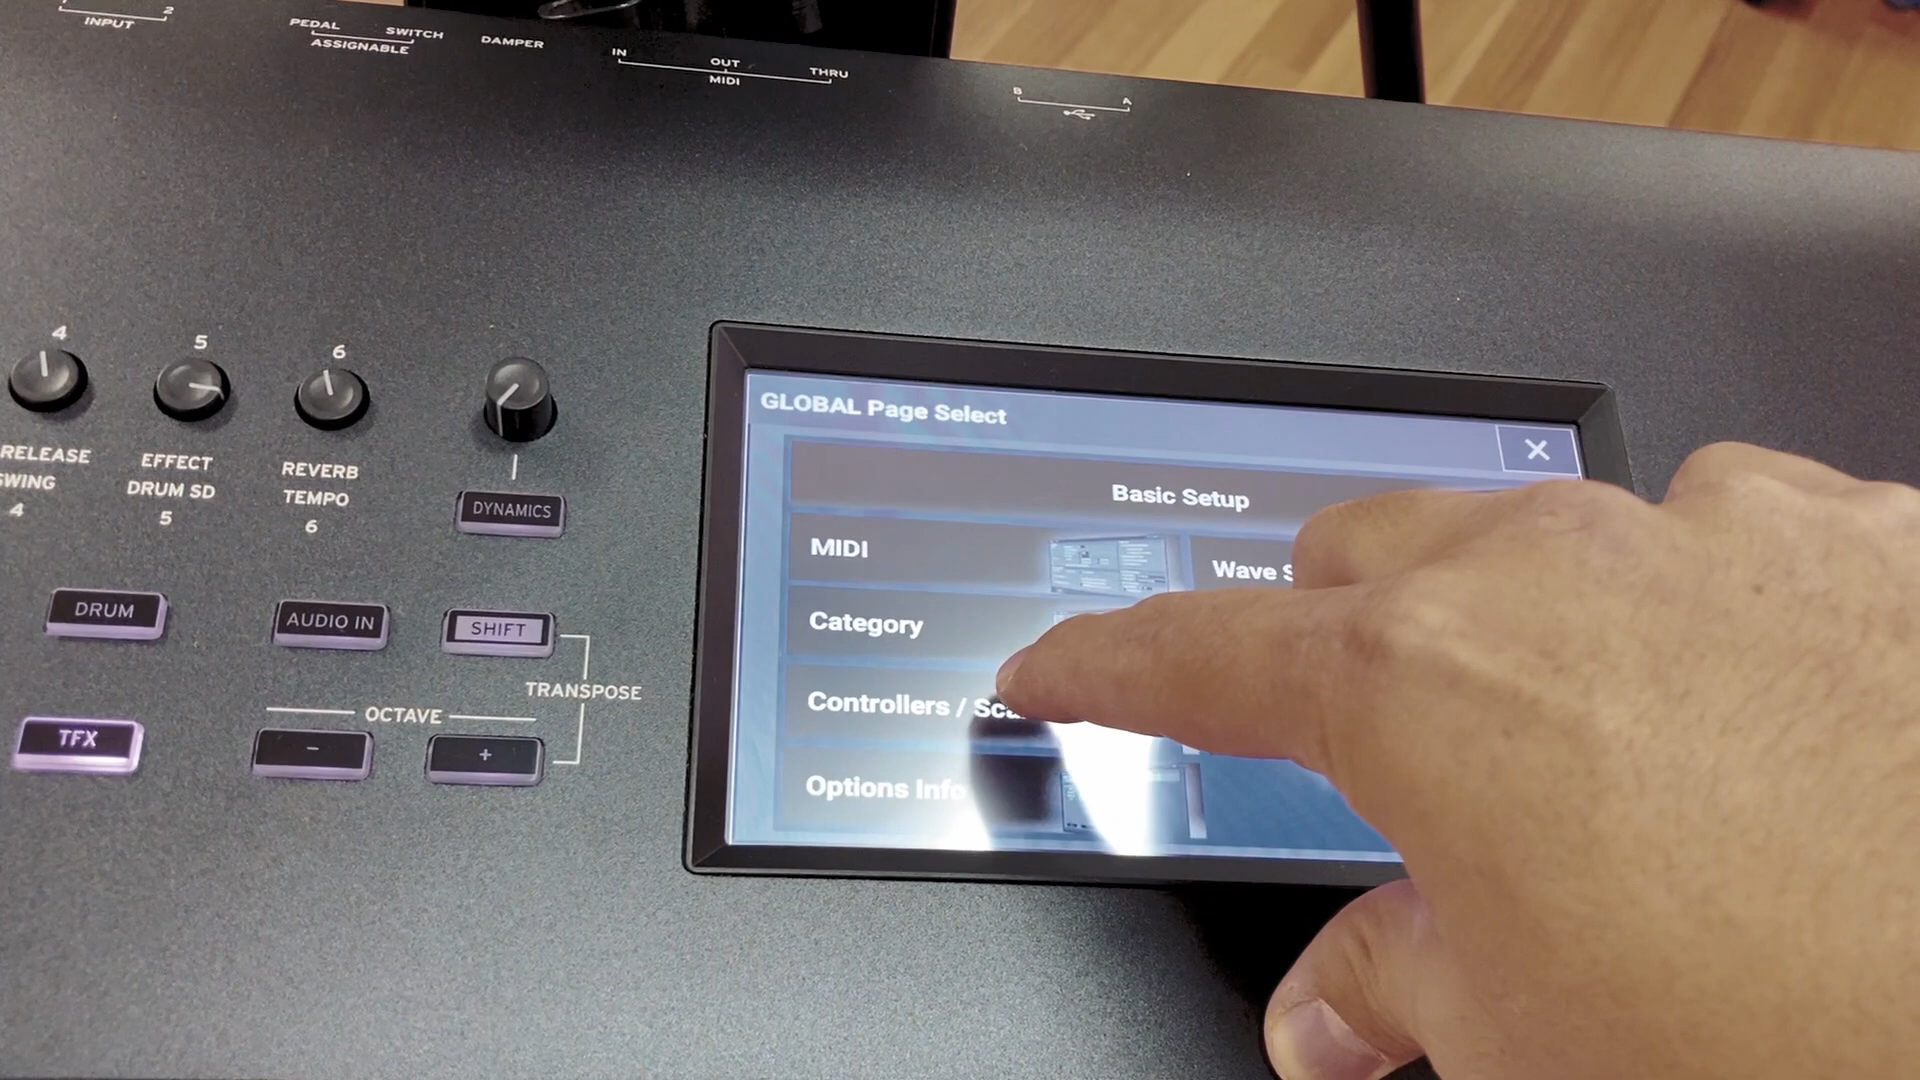 1 2
INPUT
PEDAL SWITCH
ASSIGNABLE
DAMPER
IN OUT THRU
MIDI
B A
4 5 6
RELEASE EFFECT REVERB
SWING DRUM SD TEMPO
4 5 6
DYNAMICS
DRUM AUDIO IN SHIFT
TRANSPOSE
OCTAVE
TFX - +
GLOBAL Page Select
Basic Setup
MIDI
Wave
Category
Controllers /
Options Info